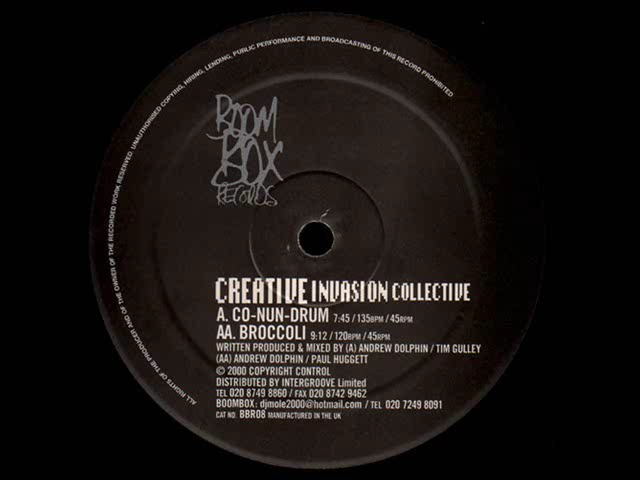 ALL RIGHTS OF THE PRODUCER AND OF THE OWNER OF THE RECORDED WORK RESERVED. UNAUTHORISED COPYING, HIRING, LENDING, PUBLIC PERFORMANCE AND BROADCASTING OF THIS RECORD PROHIBITED
BOOM
BOX
RECORDS
CREATIVE INVASION COLLECTIVE
A. CO-NUN-DRUM 7:45 / 135BPM / 45RPM
AA. BROCCOLI 9:12 / 120BPM / 45RPM
WRITTEN PRODUCED & MIXED BY (A) ANDREW DOLPHIN / TIM GULLEY
(AA) ANDREW DOLPHIN / PAUL HUGGETT
© 2000 COPYRIGHT CONTROL
DISTRIBUTED BY INTERGROOVE Limited
TEL 020 8749 8860 / FAX 020 8742 9462
BOOMBOX: djmole2000@hotmail.com / TEL 020 7249 8091
CAT NO. BBR08 MANUFACTURED IN THE UK